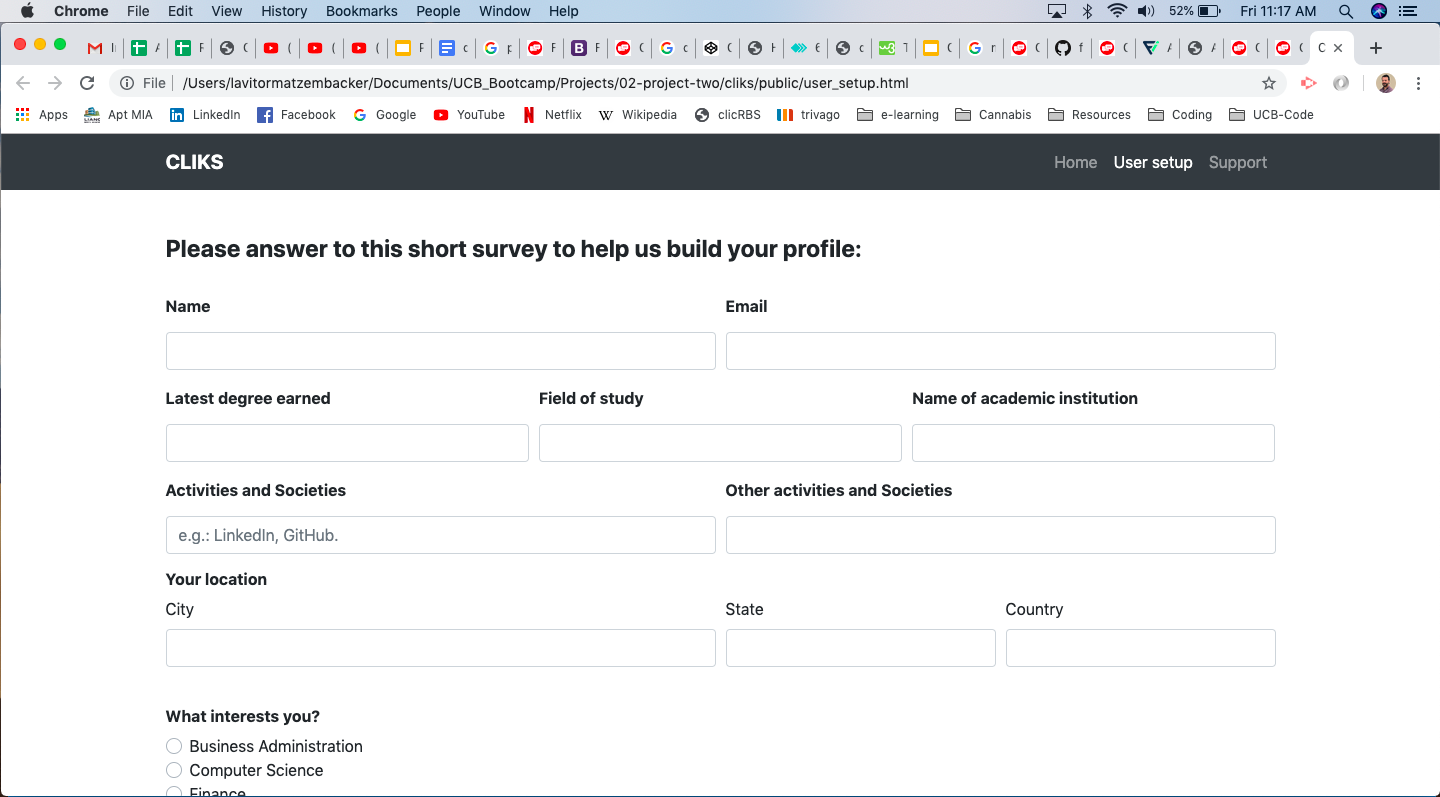 Chrome File Edit View History Bookmarks People Window Help 52% Fri 11:17 AM
File /Users/lavitormatzembacker/Documents/UCB_Bootcamp/Projects/02-project-two/cliks/public/user_setup.html
Apps Apt MIA LinkedIn Facebook Google YouTube Netflix Wikipedia clicRBS trivago e-learning Cannabis Resources Coding UCB-Code
CLIKS Home User setup Support
Please answer to this short survey to help us build your profile:
Name Email
Latest degree earned Field of study Name of academic institution
Activities and Societies Other activities and Societies
e.g.: LinkedIn, GitHub.
Your location
City State Country
What interests you?
Business Administration
Computer Science
Finance